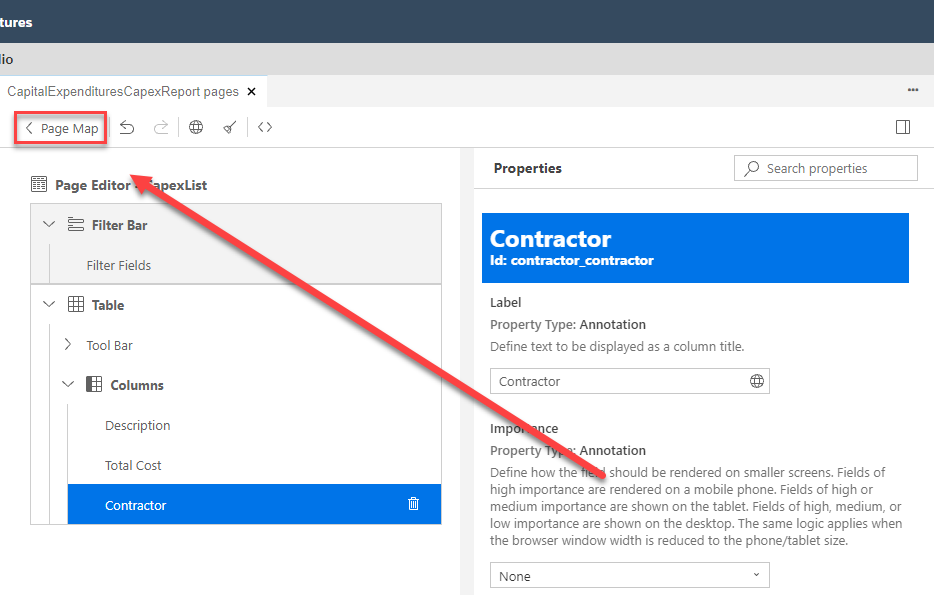 tures
lio
CapitalExpendituresCapexReport pages
Page Map
Page Editor - CapexList
Filter Bar
Filter Fields
Table
Tool Bar
Columns
Description
Total Cost
Contractor
Properties
Search properties
Contractor
Id: contractor_contractor
Label
Property Type: Annotation
Define text to be displayed as a column title.
Contractor
Importance
Property Type: Annotation
Define how the field should be rendered on smaller screens. Fields of
high importance are rendered on a mobile phone. Fields of high or
medium importance are shown on the tablet. Fields of high, medium, or
low importance are shown on the desktop. The same logic applies when
the browser window width is reduced to the phone/tablet size.
None